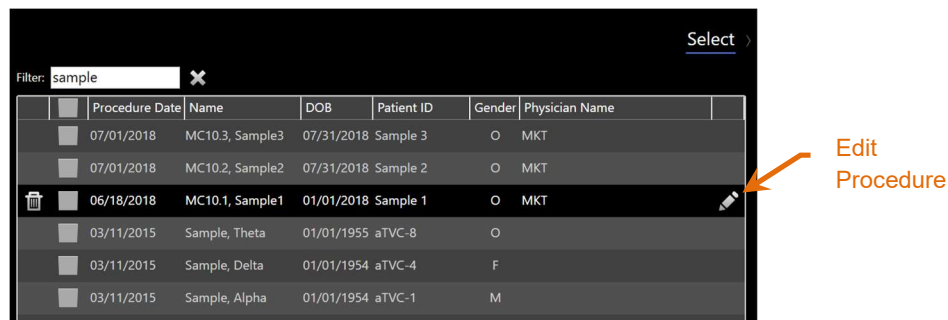 Select >
Filter: sample
Procedure Date Name DOB Patient ID Gender Physician Name
07/01/2018 MC10.3, Sample3 07/31/2018 Sample 3 O MKT
07/01/2018 MC10.2, Sample2 07/31/2018 Sample 2 O MKT
Edit
Procedure
06/18/2018 MC10.1, Sample1 01/01/2018 Sample 1 O MKT
03/11/2015 Sample, Theta 01/01/1955 aTVC-8 O
03/11/2015 Sample, Delta 01/01/1954 aTVC-4 F
03/11/2015 Sample, Alpha 01/01/1954 aTVC-1 M